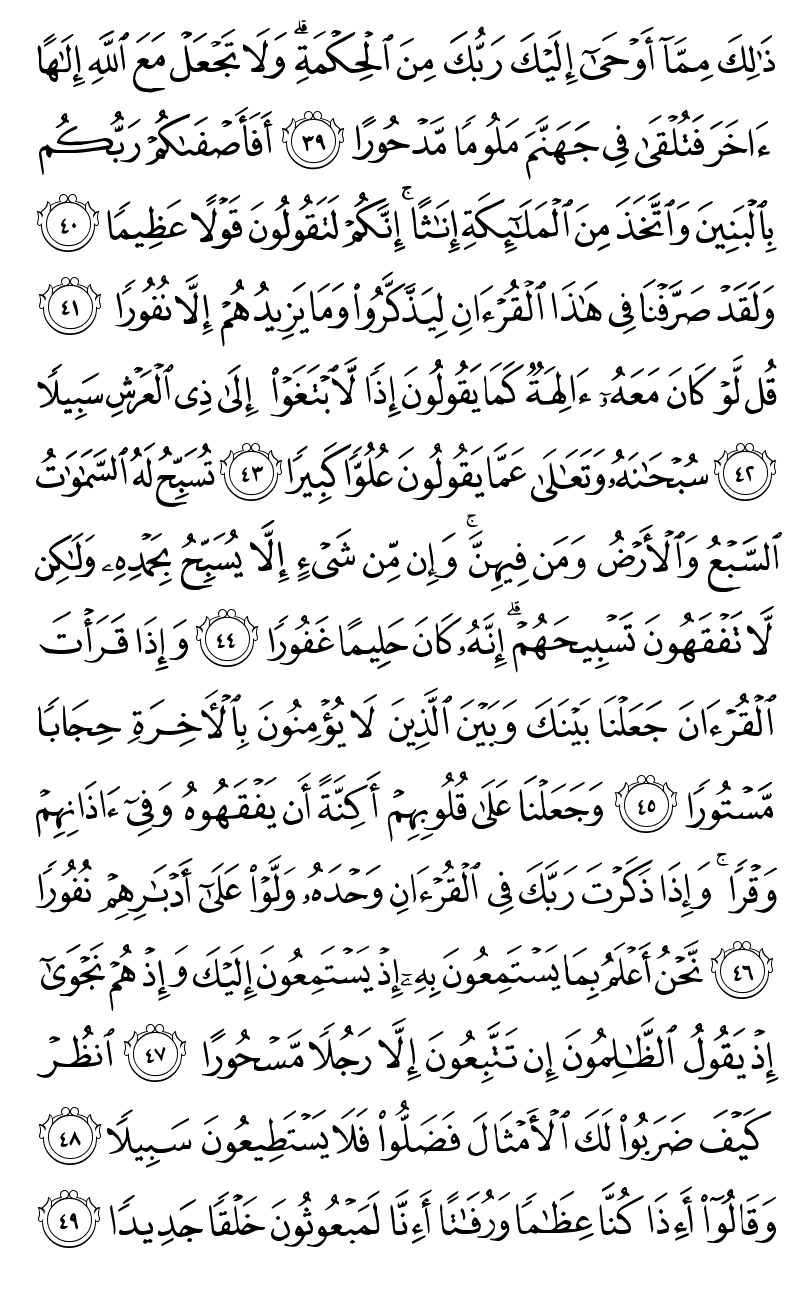 ذَٰلِكَ مِمَّآ أَوۡحَىٰٓ إِلَيۡكَ رَبُّكَ مِنَ ٱلۡحِكۡمَةِۗ وَلَا تَجۡعَلۡ مَعَ ٱللَّهِ إِلَٰهًا
ءَاخَرَ فَتُلۡقَىٰ فِي جَهَنَّمَ مَلُومٗا مَّدۡحُورًا ٣٩ أَفَأَصۡفَىٰكُمۡ رَبُّكُم
بِٱلۡبَنِينَ وَٱتَّخَذَ مِنَ ٱلۡمَلَٰٓئِكَةِ إِنَٰثًاۚ إِنَّكُمۡ لَتَقُولُونَ قَوۡلًا عَظِيمٗا ٤٠
وَلَقَدۡ صَرَّفۡنَا فِي هَٰذَا ٱلۡقُرۡءَانِ لِيَذَّكَّرُواْ وَمَا يَزِيدُهُمۡ إِلَّا نُفُورٗا ٤١
قُل لَّوۡ كَانَ مَعَهُۥٓ ءَالِهَةٞ كَمَا يَقُولُونَ إِذٗا لَّٱبۡتَغَوۡاْ إِلَىٰ ذِي ٱلۡعَرۡشِ سَبِيلٗا
٤٢ سُبۡحَٰنَهُۥ وَتَعَٰلَىٰ عَمَّا يَقُولُونَ عُلُوّٗا كَبِيرٗا ٤٣ تُسَبِّحُ لَهُ ٱلسَّمَٰوَٰتُ
ٱلسَّبۡعُ وَٱلۡأَرۡضُ وَمَن فِيهِنَّۚ وَإِن مِّن شَيۡءٍ إِلَّا يُسَبِّحُ بِحَمۡدِهِۦ وَلَٰكِن
لَّا تَفۡقَهُونَ تَسۡبِيحَهُمۡۗ إِنَّهُۥ كَانَ حَلِيمًا غَفُورٗا ٤٤ وَإِذَا قَرَأۡتَ
ٱلۡقُرۡءَانَ جَعَلۡنَا بَيۡنَكَ وَبَيۡنَ ٱلَّذِينَ لَا يُؤۡمِنُونَ بِٱلۡأٓخِرَةِ حِجَابٗا
مَّسۡتُورٗا ٤٥ وَجَعَلۡنَا عَلَىٰ قُلُوبِهِمۡ أَكِنَّةً أَن يَفۡقَهُوهُ وَفِيٓ ءَاذَانِهِمۡ
وَقۡرٗاۚ وَإِذَا ذَكَرۡتَ رَبَّكَ فِي ٱلۡقُرۡءَانِ وَحۡدَهُۥ وَلَّوۡاْ عَلَىٰٓ أَدۡبَٰرِهِمۡ نُفُورٗا
٤٦ نَّحۡنُ أَعۡلَمُ بِمَا يَسۡتَمِعُونَ بِهِۦٓ إِذۡ يَسۡتَمِعُونَ إِلَيۡكَ وَإِذۡ هُمۡ نَجۡوَىٰٓ
إِذۡ يَقُولُ ٱلظَّٰلِمُونَ إِن تَتَّبِعُونَ إِلَّا رَجُلٗا مَّسۡحُورًا ٤٧ ٱنظُرۡ
كَيۡفَ ضَرَبُواْ لَكَ ٱلۡأَمۡثَالَ فَضَلُّواْ فَلَا يَسۡتَطِيعُونَ سَبِيلٗا ٤٨
وَقَالُوٓاْ أَءِذَا كُنَّا عِظَٰمٗا وَرُفَٰتًا أَءِنَّا لَمَبۡعُوثُونَ خَلۡقٗا جَدِيدٗا ٤٩